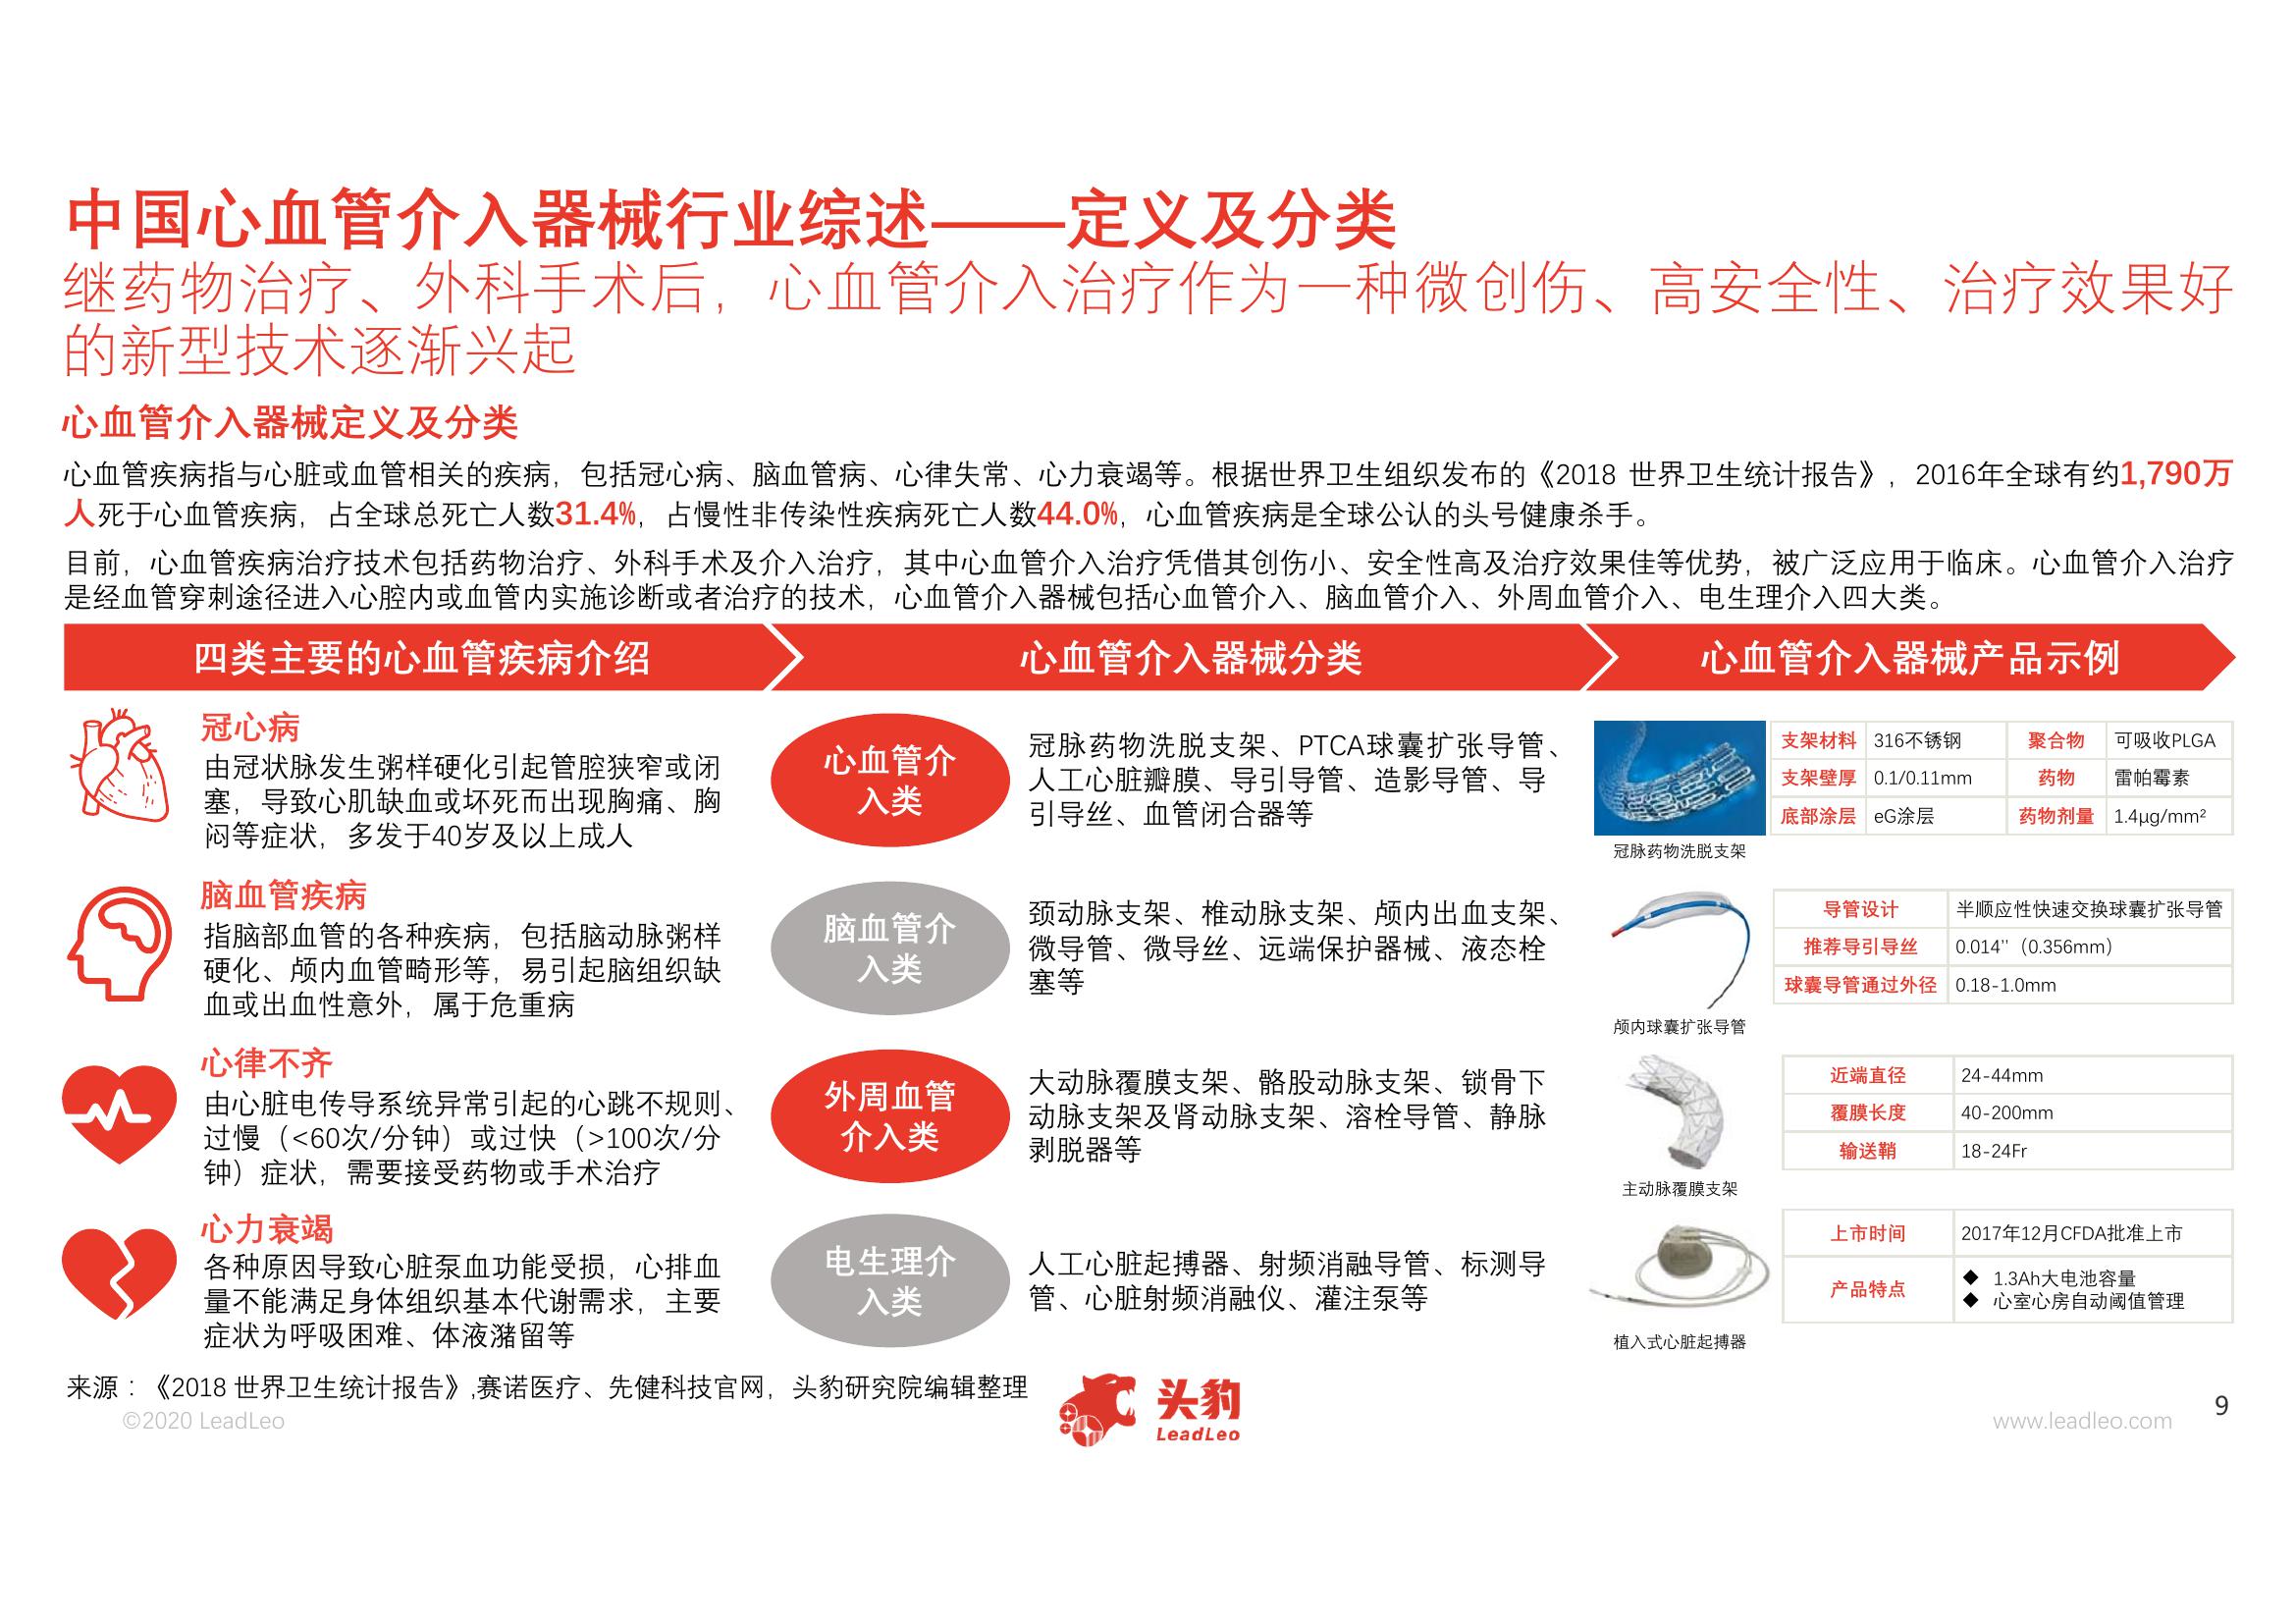 中国心血管介入器械行业综述——定义及分类
继药物治疗、外科手术后，心血管介入治疗作为一种微创伤、高安全性、治疗效果好
的新型技术逐渐兴起
心血管介入器械定义及分类
心血管疾病指与心脏或血管相关的疾病，包括冠心病、脑血管病、心律失常、心力衰竭等。根据世界卫生组织发布的《2018 世界卫生统计报告》，2016年全球有约1,790万
人死于心血管疾病，占全球总死亡人数31.4%，占慢性非传染性疾病死亡人数44.0%，心血管疾病是全球公认的头号健康杀手。
目前，心血管疾病治疗技术包括药物治疗、外科手术及介入治疗，其中心血管介入治疗凭借其创伤小、安全性高及治疗效果佳等优势，被广泛应用于临床。心血管介入治疗
是经血管穿刺途径进入心腔内或血管内实施诊断或者治疗的技术，心血管介入器械包括心血管介入、脑血管介入、外周血管介入、电生理介入四大类。
四类主要的心血管疾病介绍
心血管介入器械分类
心血管介入器械产品示例
冠心病
由冠状脉发生粥样硬化引起管腔狭窄或闭
塞，导致心肌缺血或坏死而出现胸痛、胸
闷等症状，多发于40岁及以上成人
心血管介
入类
冠脉药物洗脱支架、PTCA球囊扩张导管、
人工心脏瓣膜、导引导管、造影导管、导
引导丝、血管闭合器等
冠脉药物洗脱支架
支架材料 316不锈钢 聚合物 可吸收PLGA
支架壁厚 0.1/0.11mm 药物 雷帕霉素
底部涂层 eG涂层 药物剂量 1.4μg/mm²
脑血管疾病
指脑部血管的各种疾病，包括脑动脉粥样
硬化、颅内血管畸形等，易引起脑组织缺
血或出血性意外，属于危重病
脑血管介
入类
颈动脉支架、椎动脉支架、颅内出血支架、
微导管、微导丝、远端保护器械、液态栓
塞等
颅内球囊扩张导管
导管设计 半顺应性快速交换球囊扩张导管
推荐导引导丝 0.014''（0.356mm）
球囊导管通过外径 0.18-1.0mm
心律不齐
由心脏电传导系统异常引起的心跳不规则、
过慢（<60次/分钟）或过快（>100次/分
钟）症状，需要接受药物或手术治疗
外周血管
介入类
大动脉覆膜支架、骼股动脉支架、锁骨下
动脉支架及肾动脉支架、溶栓导管、静脉
剥脱器等
主动脉覆膜支架
近端直径 24-44mm
覆膜长度 40-200mm
输送鞘 18-24Fr
心力衰竭
各种原因导致心脏泵血功能受损，心排血
量不能满足身体组织基本代谢需求，主要
症状为呼吸困难、体液潴留等
电生理介
入类
人工心脏起搏器、射频消融导管、标测导
管、心脏射频消融仪、灌注泵等
植入式心脏起搏器
上市时间 2017年12月CFDA批准上市
产品特点 ◆ 1.3Ah大电池容量
◆ 心室心房自动阈值管理
来源：《2018 世界卫生统计报告》,赛诺医疗、先健科技官网，头豹研究院编辑整理
©2020 LeadLeo
头豹
LeadLeo
www.leadleo.com
9